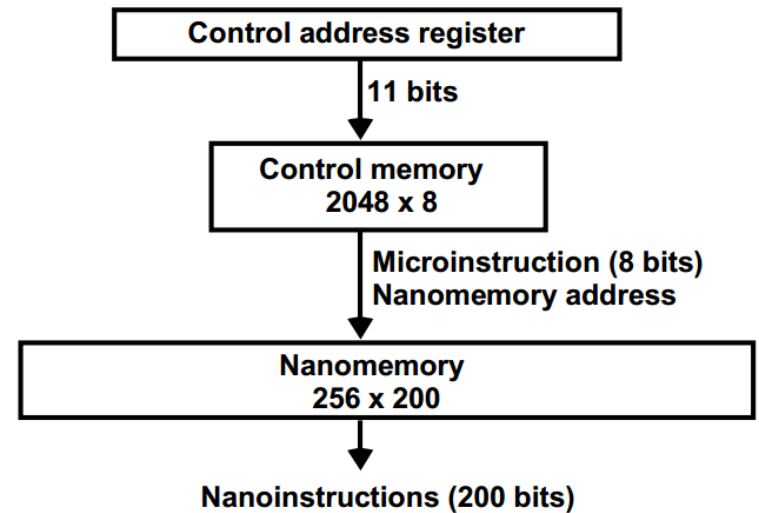 Control address register
11 bits
Control memory
2048 x 8
Microinstruction (8 bits)
Nanomemory address
Nanomemory
256 x 200
Nanoinstructions (200 bits)